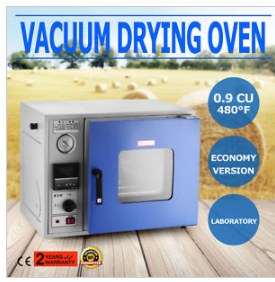 VACUUM DRYING OVEN
0.9 CU
480°F
ECONOMY
VERSION
LABORATORY
CE
2 YEARS
WARRANTY